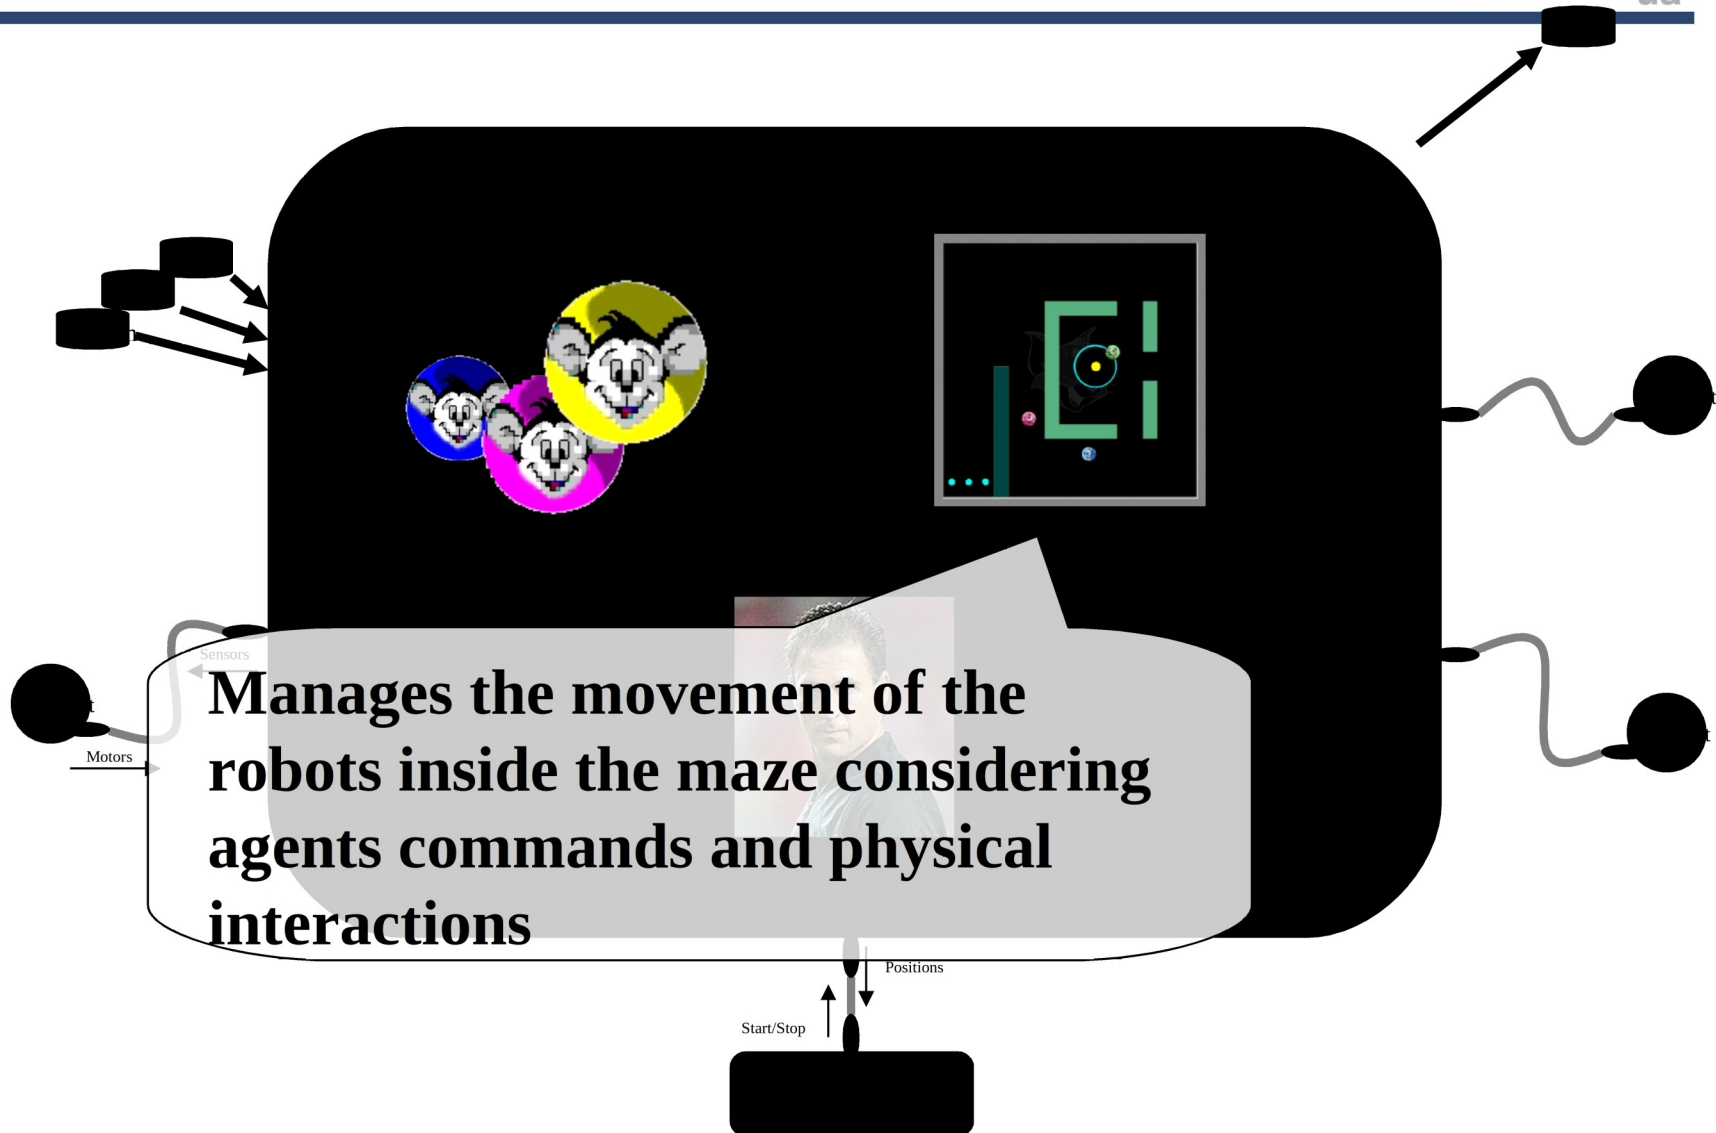 Sensors
Manages the movement of the
robots inside the maze considering
agents commands and physical
interactions
Motors
Positions
Start/Stop